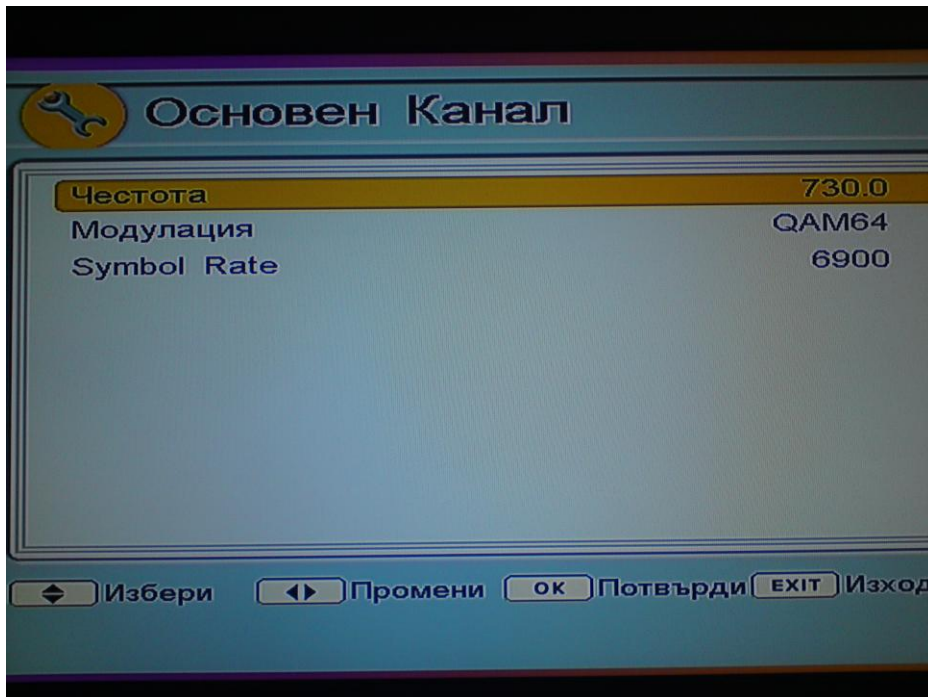 Основен Канал
Честота 730.0
Модулация QAM64
Symbol Rate 6900
Избери Промени OK Потвърди EXIT Изход